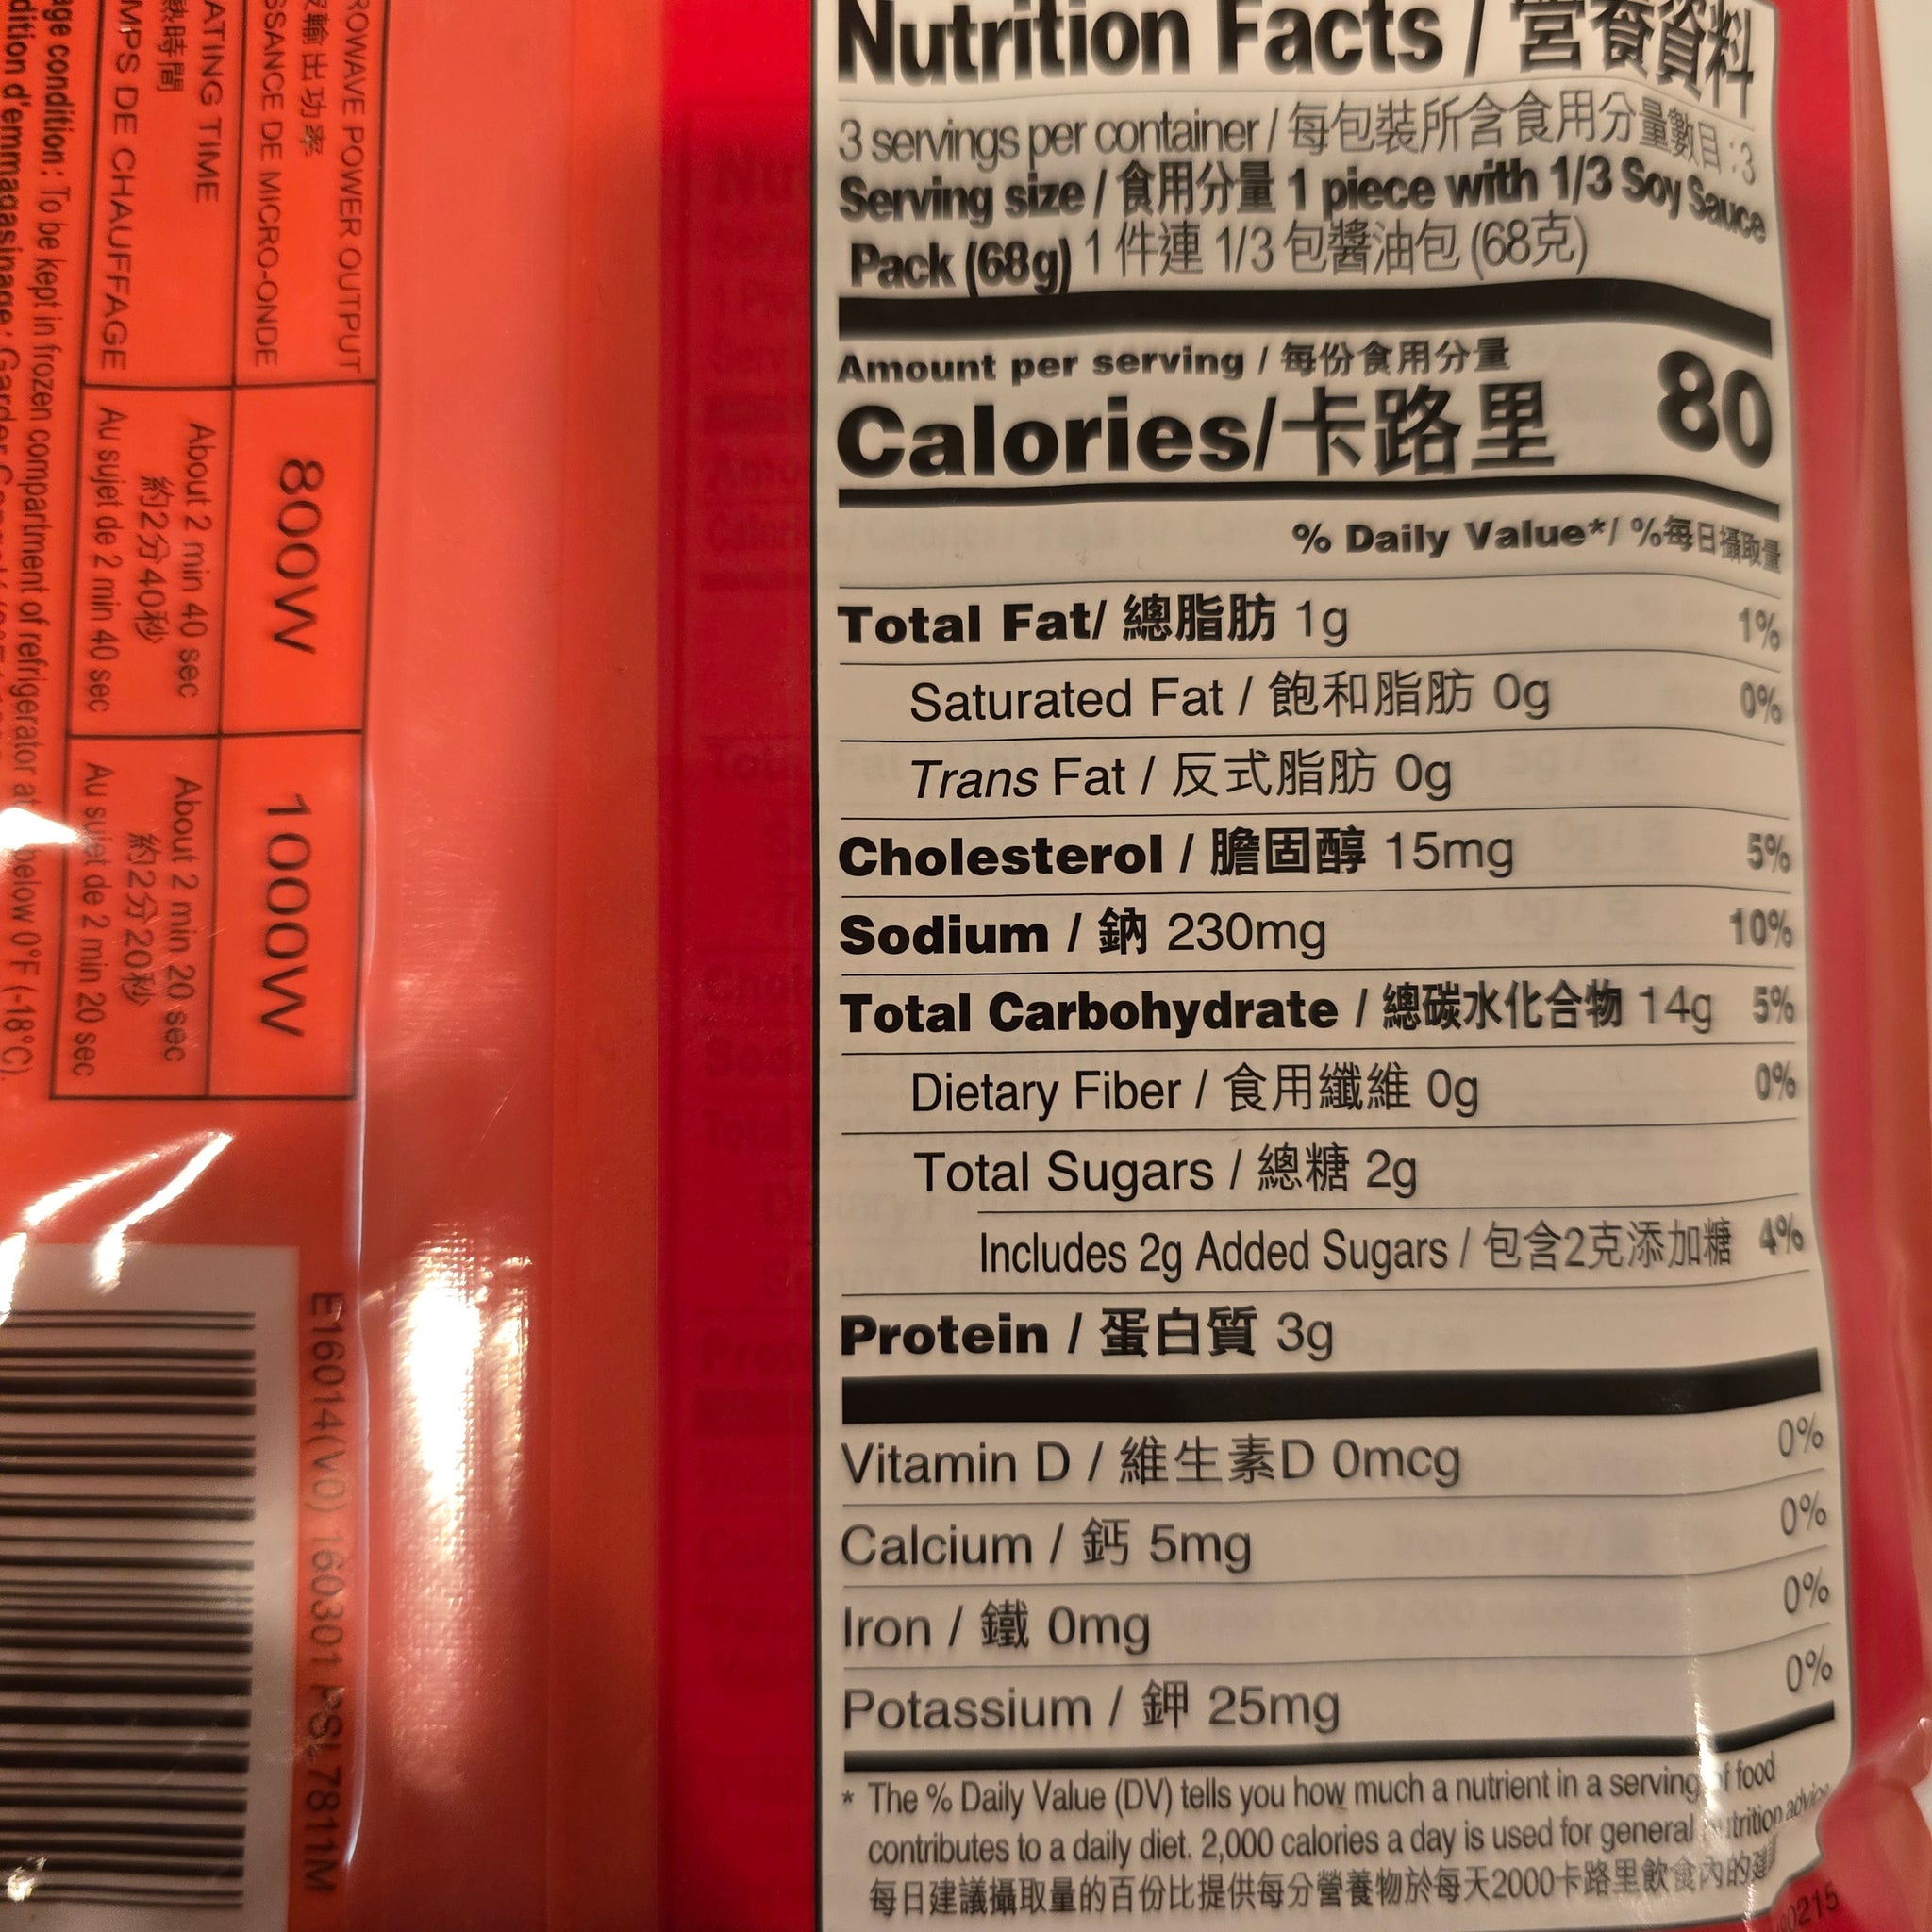 Nutrition Facts / 營養資料
3 servings per container / 每包裝所含食用分量數目 :3
Serving size / 食用分量 1 piece with 1/3 Soy Sauce
Pack (68g) 1 件連 1/3 包醬油包 (68克)
Amount per serving / 每份食用分量
Calories/卡路里 80
% Daily Value*/ %每日攝取量
Total Fat/ 總脂肪 1g 1%
Saturated Fat / 飽和脂肪 0g 0%
Trans Fat / 反式脂肪 0g
Cholesterol / 膽固醇 15mg 5%
Sodium / 鈉 230mg 10%
Total Carbohydrate / 總碳水化合物 14g 5%
Dietary Fiber / 食用纖維 0g 0%
Total Sugars / 總糖 2g
Includes 2g Added Sugars / 包含2克添加糖 4%
Protein / 蛋白質 3g
Vitamin D / 維生素D 0mcg 0%
Calcium / 鈣 5mg 0%
Iron / 鐵 0mg 0%
Potassium / 鉀 25mg 0%
* The % Daily Value (DV) tells you how much a nutrient in a serving of food
contributes to a daily diet. 2,000 calories a day is used for general nutrition advice
每日建議攝取量的百份比提供每分營養物於每天2000卡路里飲食內的建
ROWAVE POWER OUTPUT
輸出功率
SSANCE DE MICRO-ONDE
800W
1000W
ATING TIME
熱時間
MPS DE CHAUFFAGE
About 2 min 40 sec
約2分40秒
Au sujet de 2 min 40 sec
About 2 min 20 sec
約2分20秒
Au sujet de 2 min 20 sec
age condition : To be kept in frozen compartment of refrigerator at below 0°F (-18°C).
dition d'emmagasinage : Garder
E16014(V0) 160301 PSL7811M